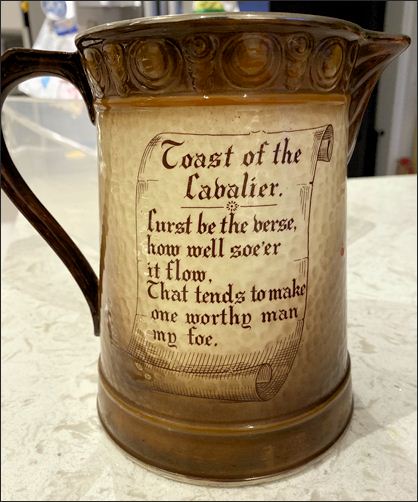 Toast of the
Cavalier.
Curst be the verse,
how well soe'er
it flow,
That tends to make
one worthy man
my foe.